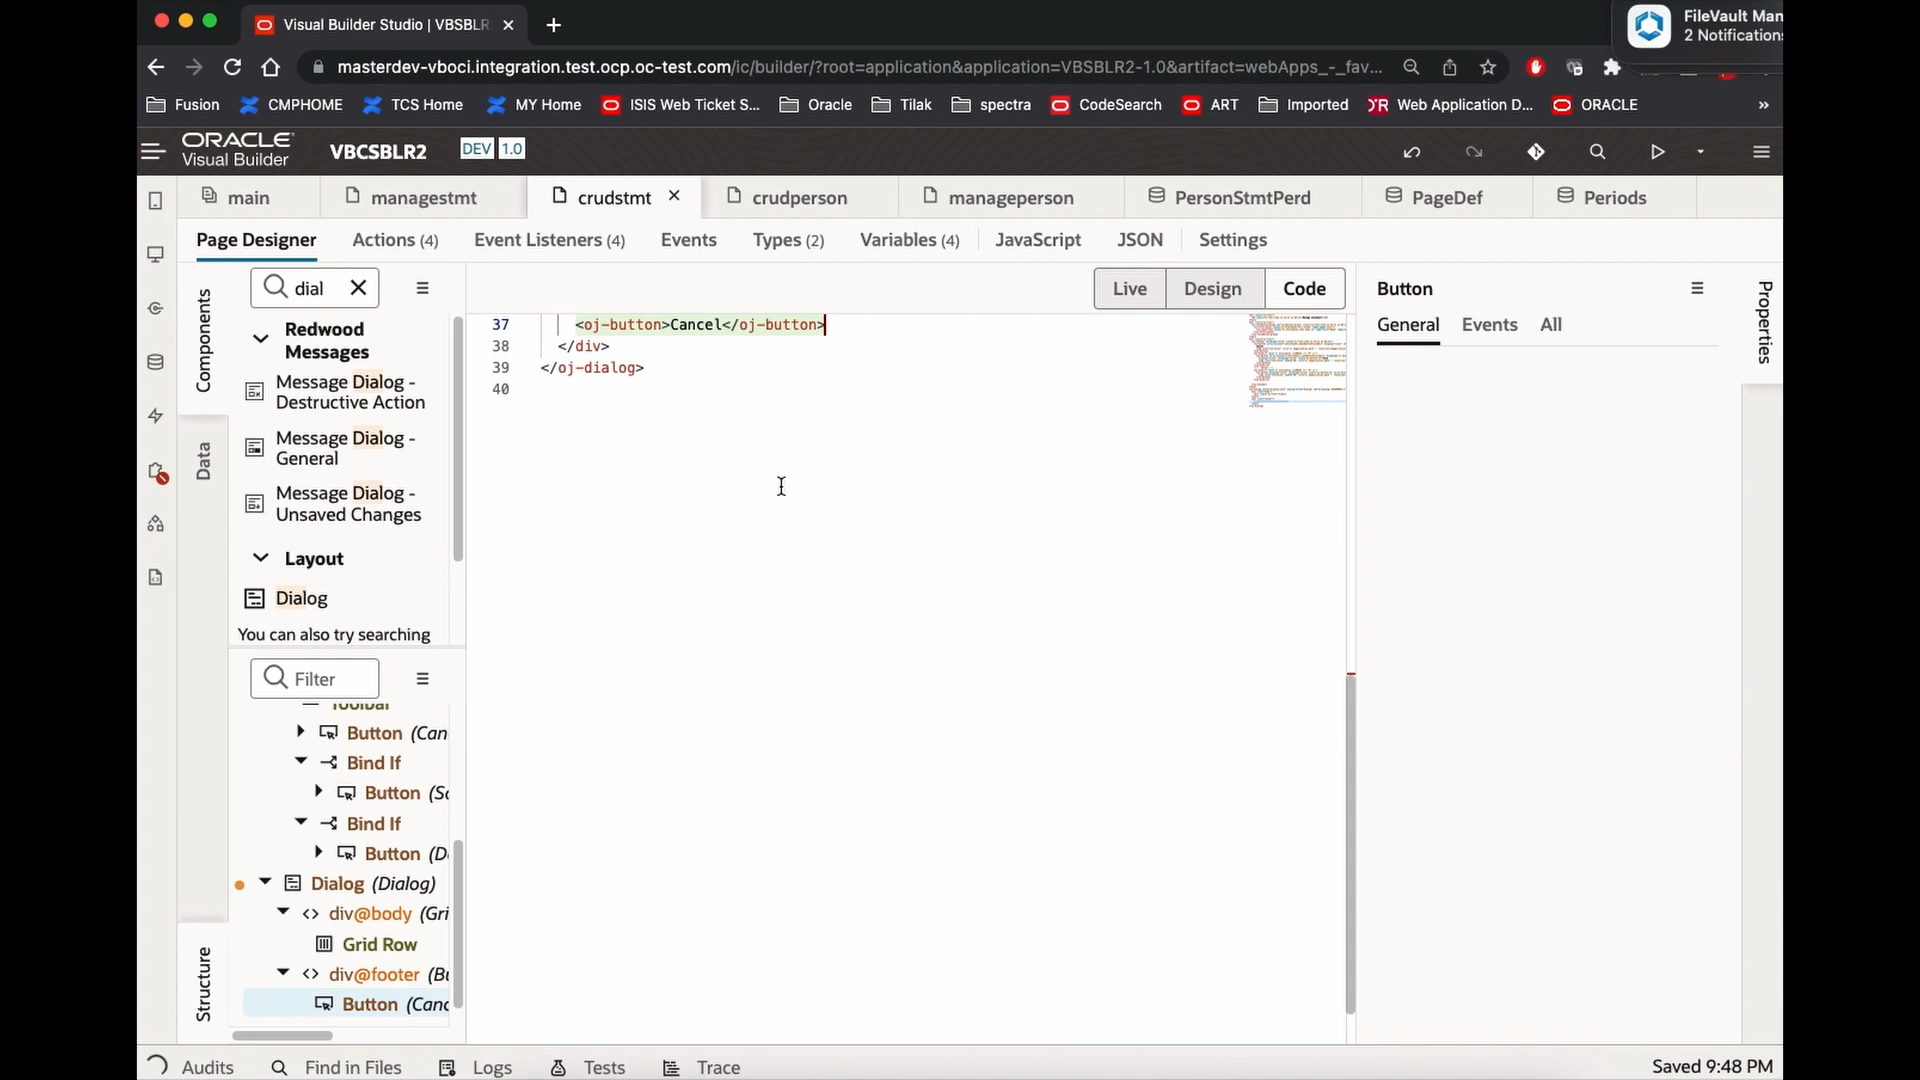 Visual Builder Studio | VBSBLR
FileVault Man
2 Notifications
masterdev-vboci.integration.test.ocp.oc-test.com/ic/builder/?root=application&application=VBSBLR2-1.0&artifact=webApps_-_fav...
Fusion CMPHOME TCS Home MY Home ISIS Web Ticket S... Oracle Tilak spectra CodeSearch ART Imported Web Application D... ORACLE »
ORACLE
Visual Builder
VBCSBLR2 DEV 1.0
main managestmt crudstmt crudperson manageperson PersonStmtPerd PageDef Periods
Page Designer Actions (4) Event Listeners (4) Events Types (2) Variables (4) JavaScript JSON Settings
Components
Data
Structure
dial
Redwood
Messages
Message Dialog -
Destructive Action
Message Dialog -
General
Message Dialog -
Unsaved Changes
Layout
Dialog
You can also try searching
Filter
Toolbar
Button (Can
Bind If
Button (Sa
Bind If
Button (De
Dialog (Dialog)
div@body (Gri
Grid Row
div@footer (Bu
Button (Canc
Live Design Code
37 <oj-button>Cancel</oj-button>
38 </div>
39 </oj-dialog>
40
Button
General Events All
Properties
Audits Find in Files Logs Tests Trace
Saved 9:48 PM